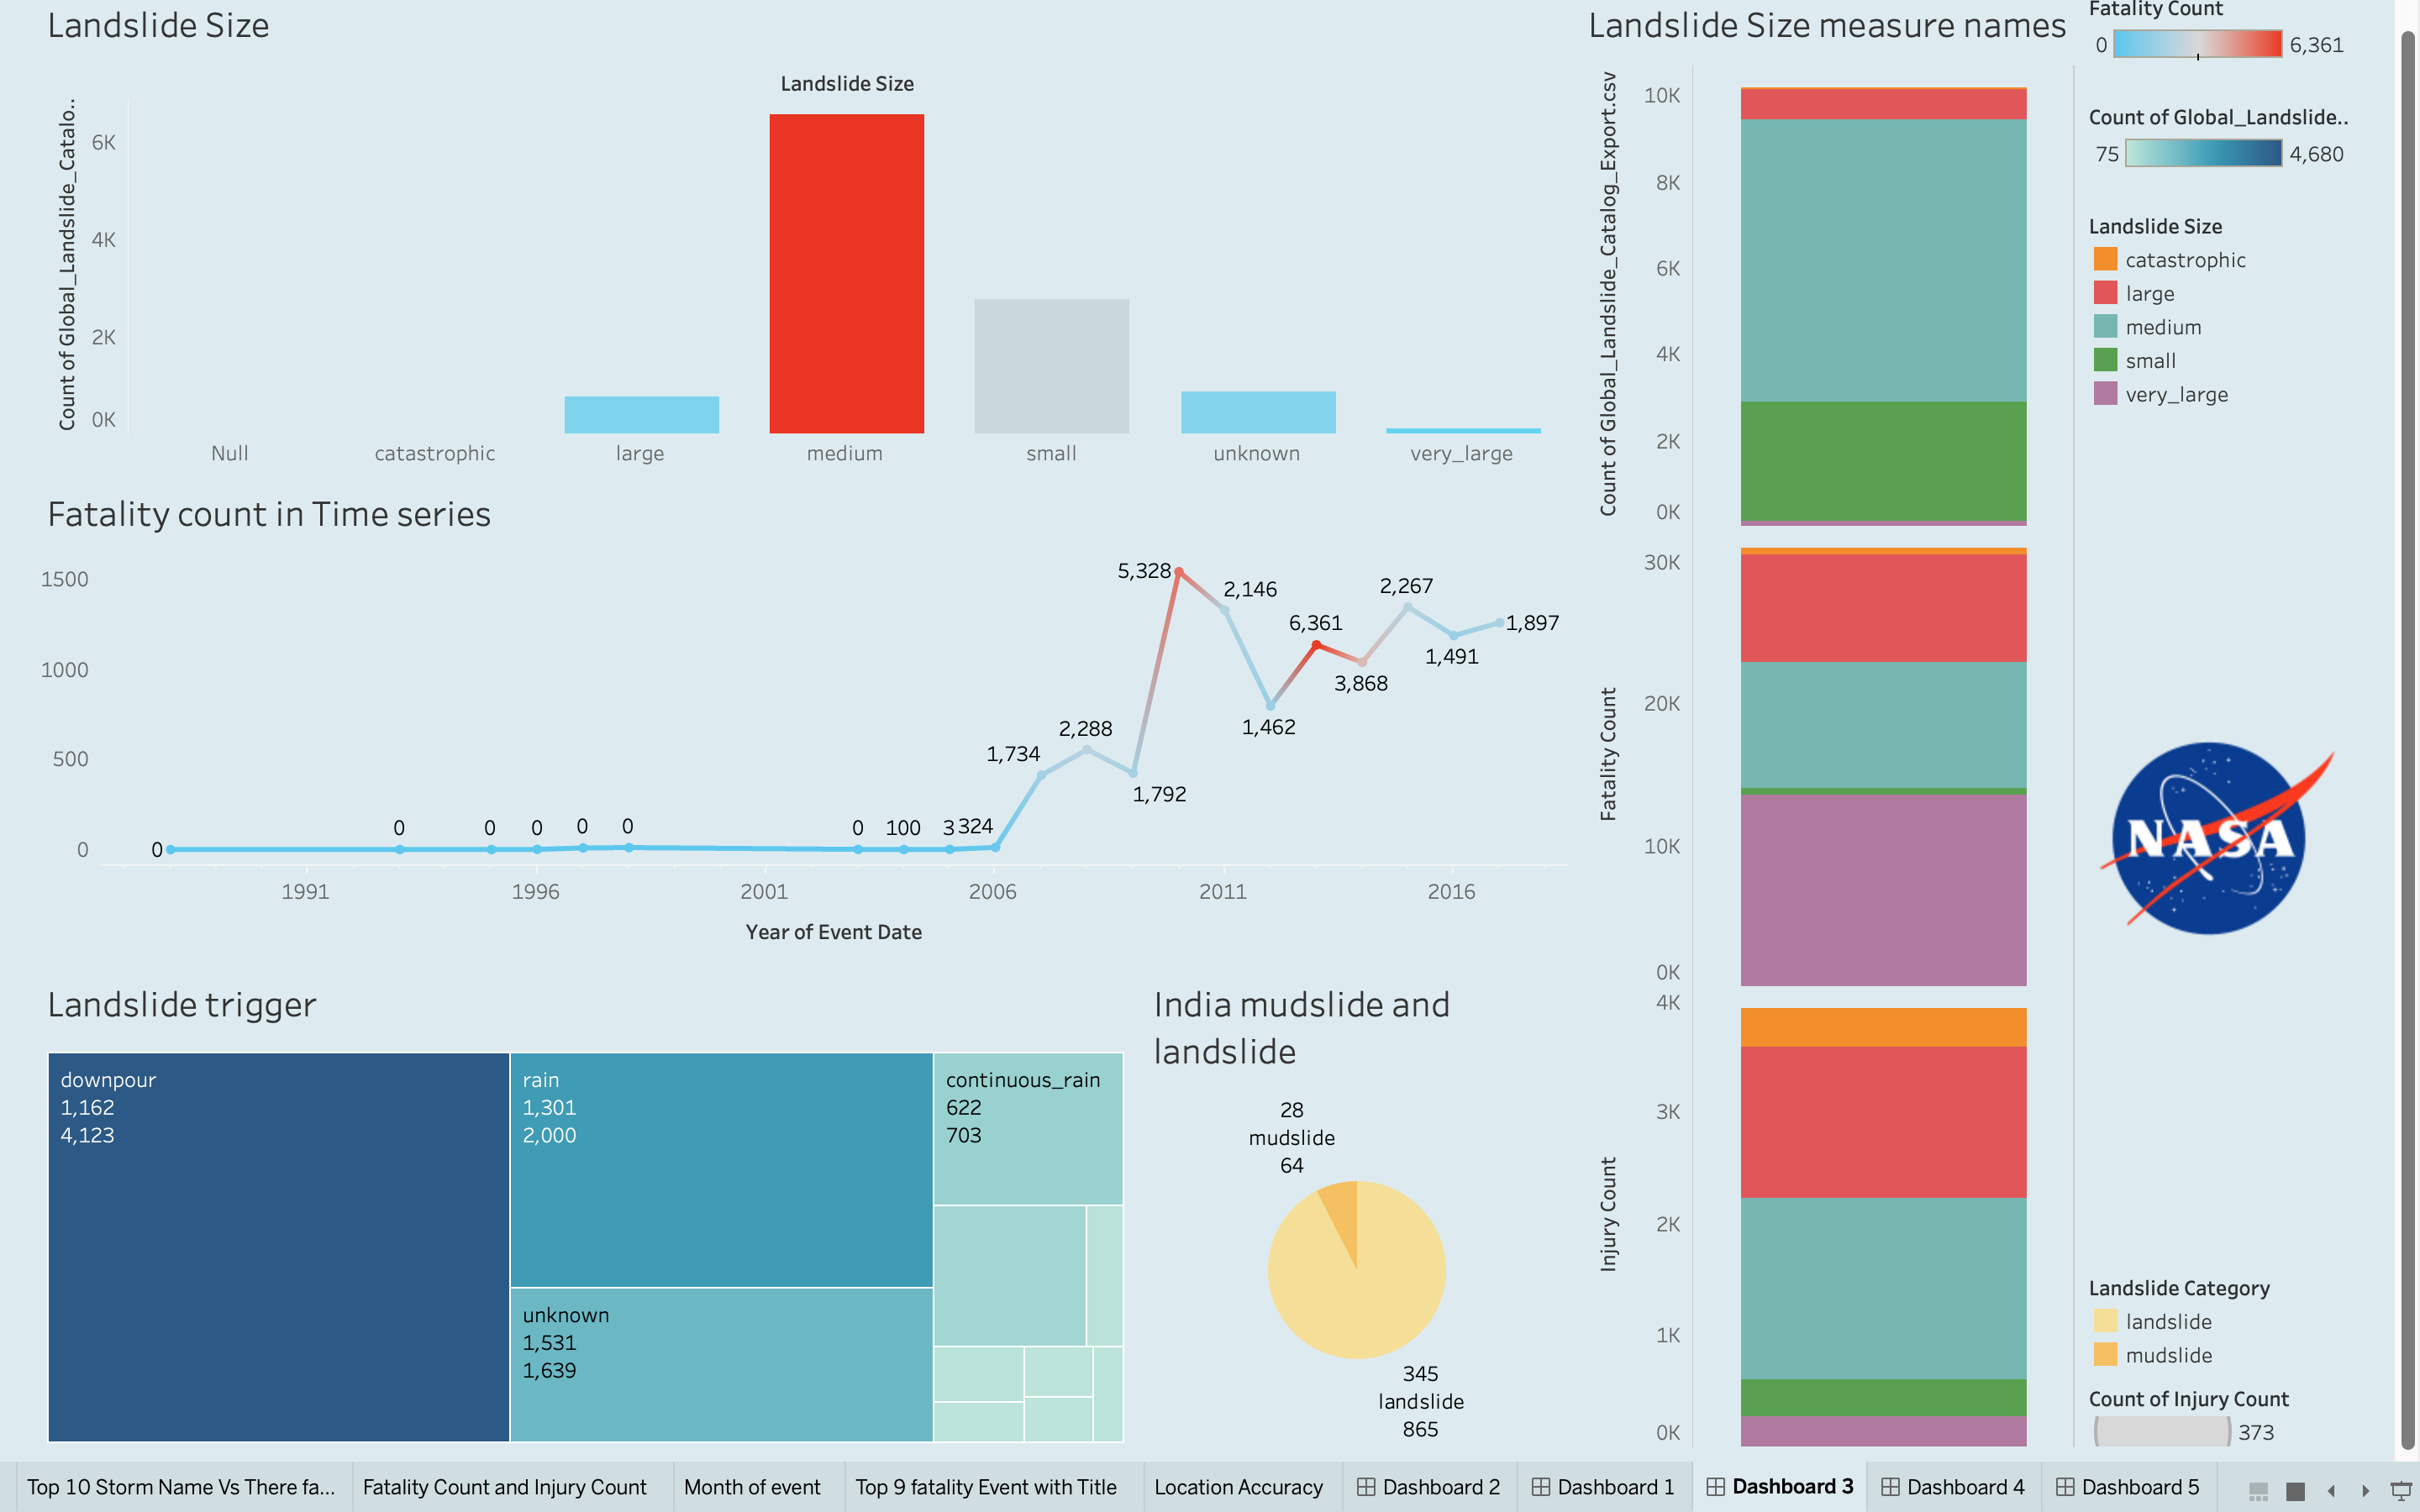 Landslide Size
Landslide Size
Count of Global_Landslide_Catalo..
6K
4K
2K
0K
Null catastrophic large medium small unknown very_large
Fatality count in Time series
1500
1000
500
0
0 0 0 0 0 0 0 100 3 324 1,734 2,288 1,792 5,328 2,146 1,462 6,361 3,868 2,267 1,491 1,897
1991 1996 2001 2006 2011 2016
Year of Event Date
Landslide trigger
downpour
1,162
4,123
rain
1,301
2,000
unknown
1,531
1,639
continuous_rain
622
703
India mudslide and
landslide
28
mudslide
64
345
landslide
865
Landslide Size measure names
Count of Global_Landslide_Catalog_Export.csv
10K
8K
6K
4K
2K
0K
Fatality Count
30K
20K
10K
0K
Injury Count
4K
3K
2K
1K
0K
Fatality Count
0 6,361
Count of Global_Landslide..
75 4,680
Landslide Size
catastrophic
large
medium
small
very_large
NASA
Landslide Category
landslide
mudslide
Count of Injury Count
373
Top 10 Storm Name Vs There fa... Fatality Count and Injury Count Month of event Top 9 fatality Event with Title Location Accuracy Dashboard 2 Dashboard 1 Dashboard 3 Dashboard 4 Dashboard 5